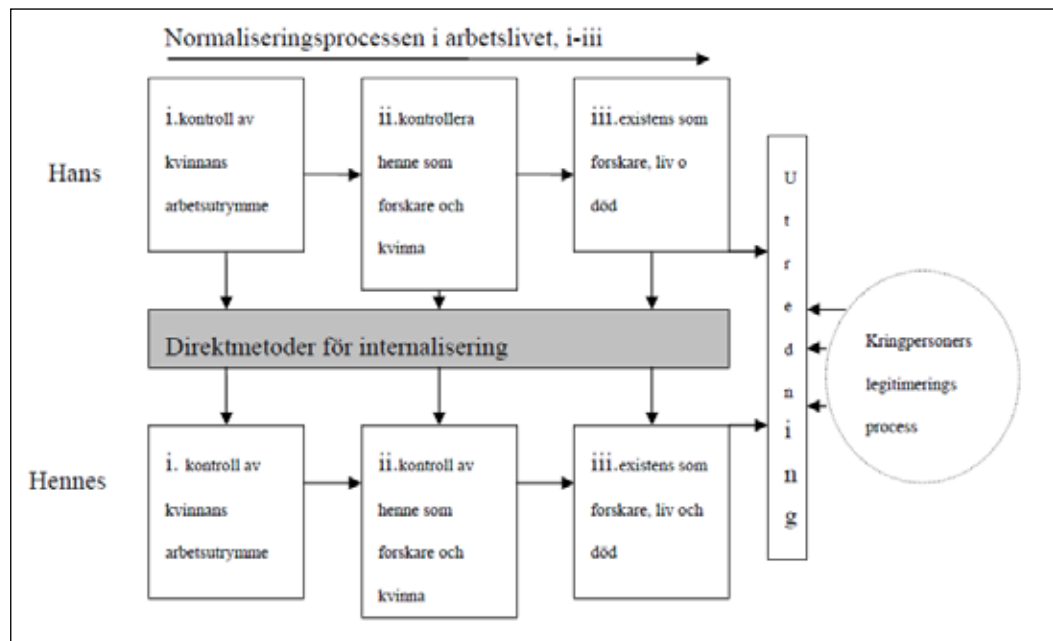 Normaliseringsprocessen i arbetslivet, i-iii
Hans
i.kontroll av
kvinnans
arbetsutrymme
ii.kontrollera
henne som
forskare och
kvinna
iii.existens som
forskare, liv o
död
Direktmetoder för internalisering
Hennes
i. kontroll av
kvinnans
arbetsutrymme
ii.kontroll av
henne som
forskare och
kvinna
iii.existens som
forskare, liv och
död
U
t
r
e
d
n
i
n
g
Kringpersoners
legitimerings
process